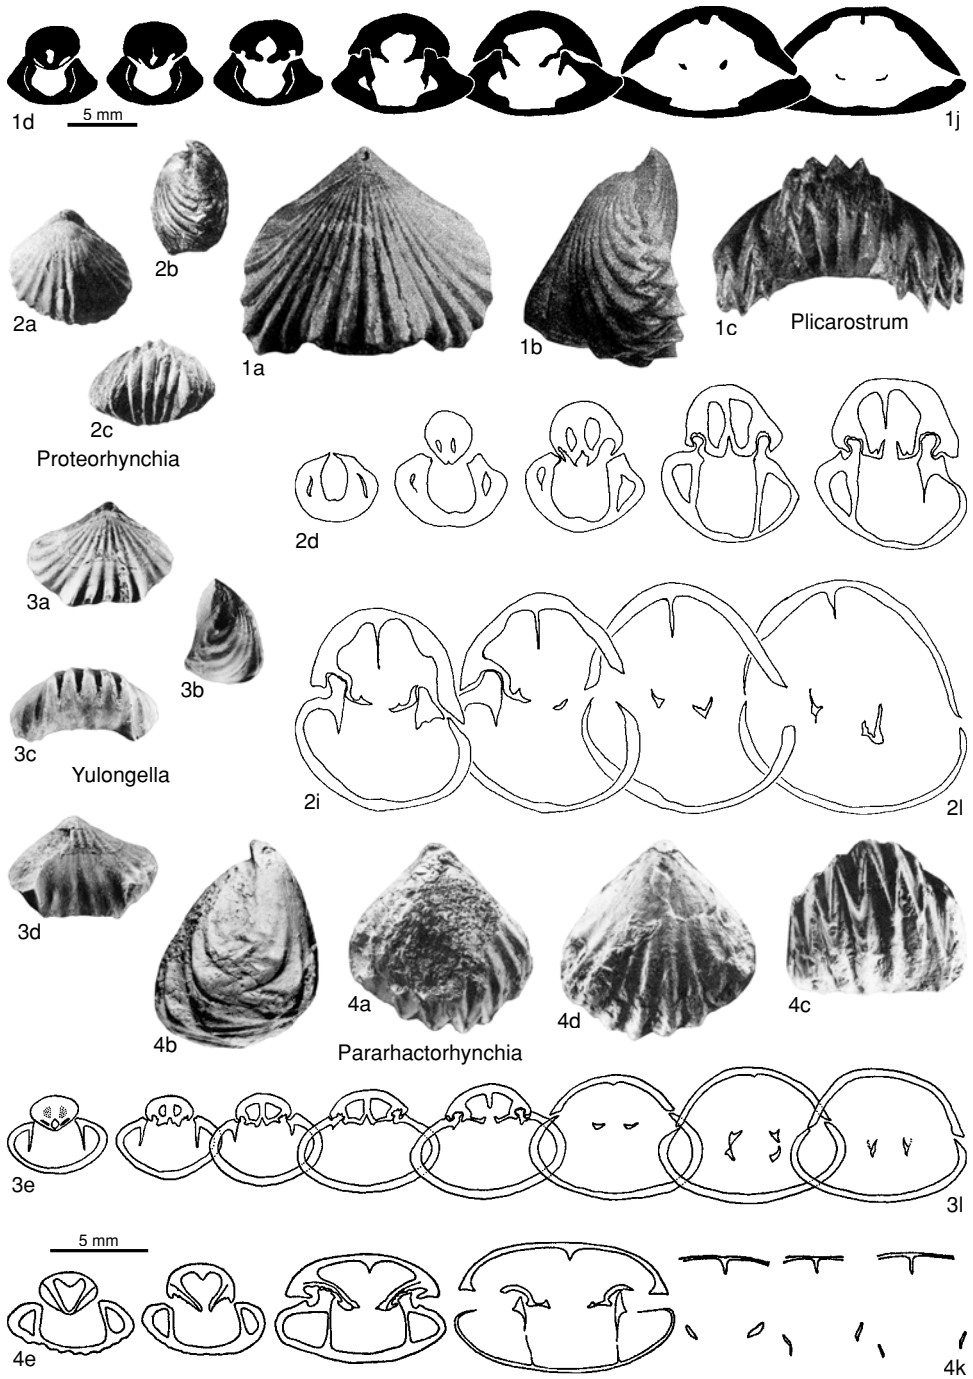 1d
5 mm
1j
2a
2b
1a
1b
1c
Plicarostrum
2c
Proteorhynchia
2d
3a
3b
3c
Yulongella
2i
2l
3d
4b
4a
4d
4c
Pararhactorhynchia
3e
3l
5 mm
4e
4k